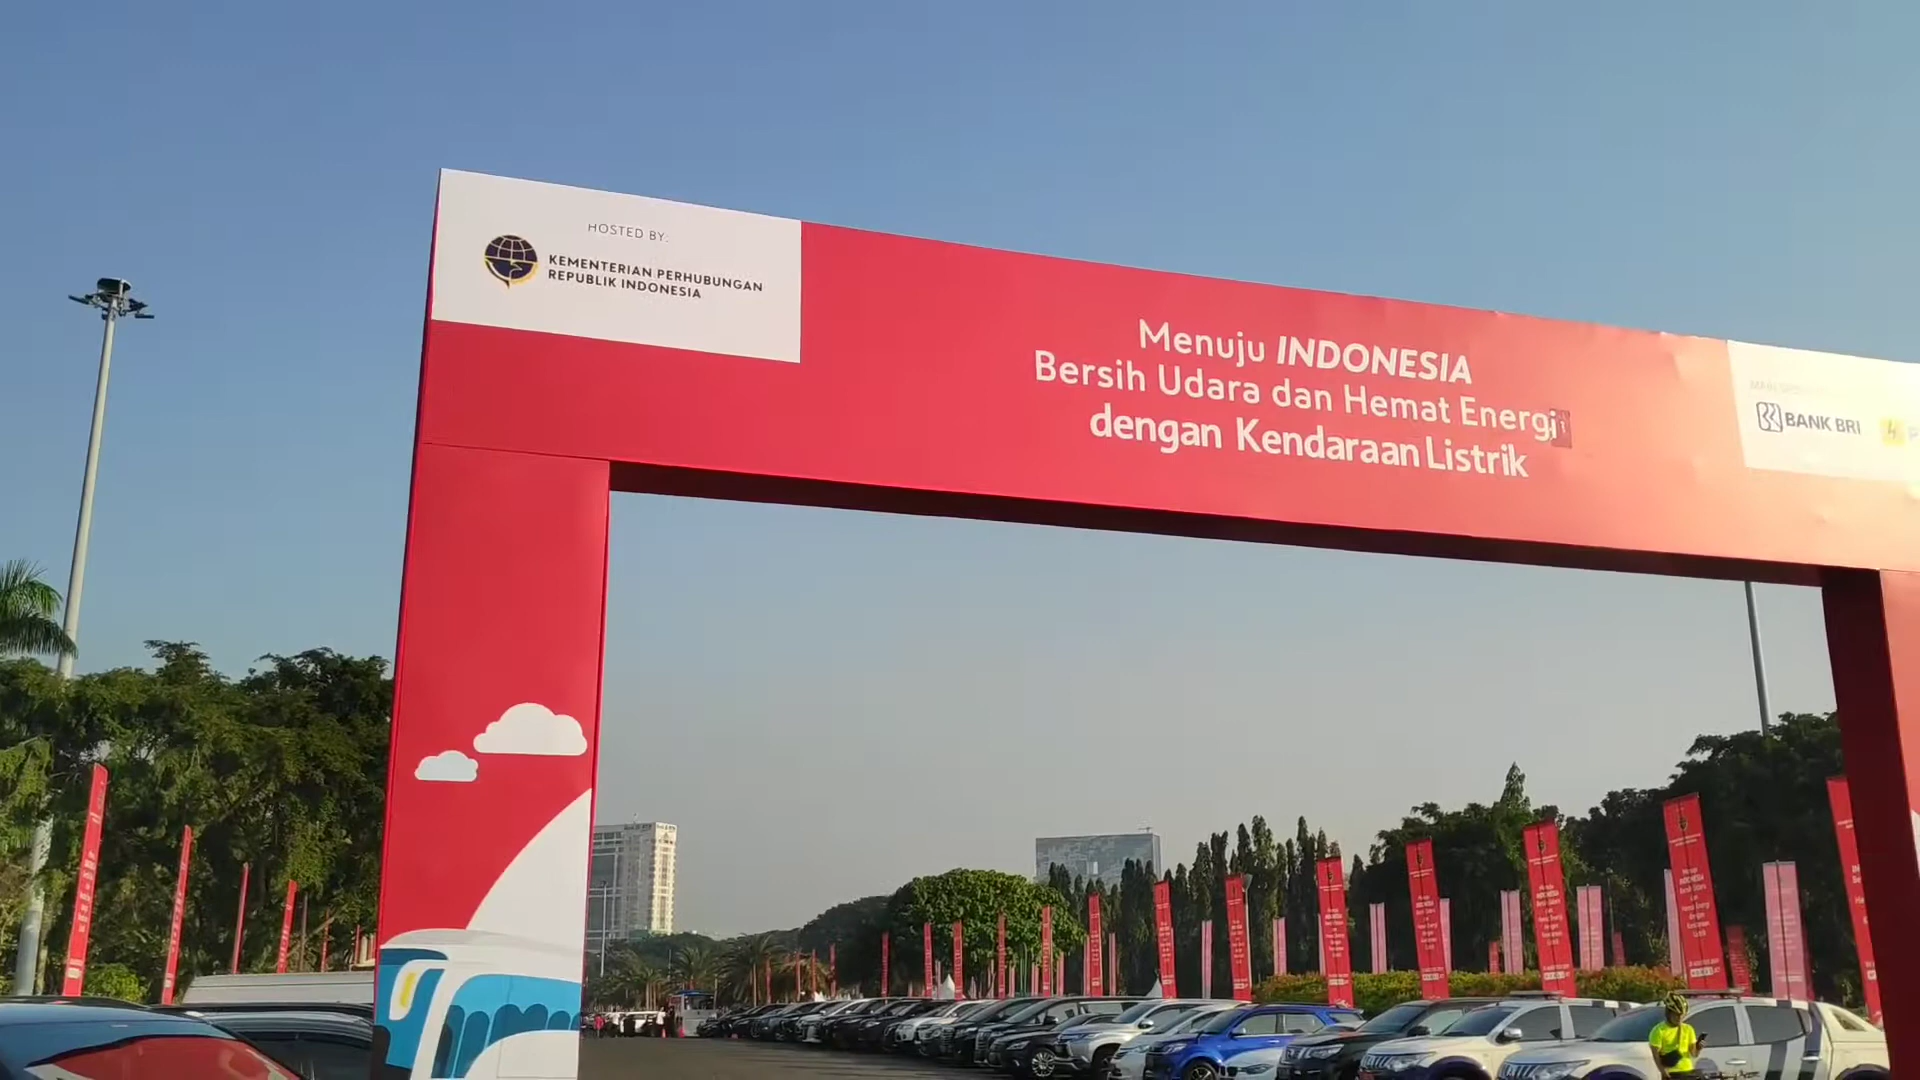 HOSTED BY:
KEMENTERIAN PERHUBUNGAN
REPUBLIK INDONESIA
Menuju INDONESIA
Bersih Udara dan Hemat Energi
dengan Kendaraan Listrik
BANK BRI